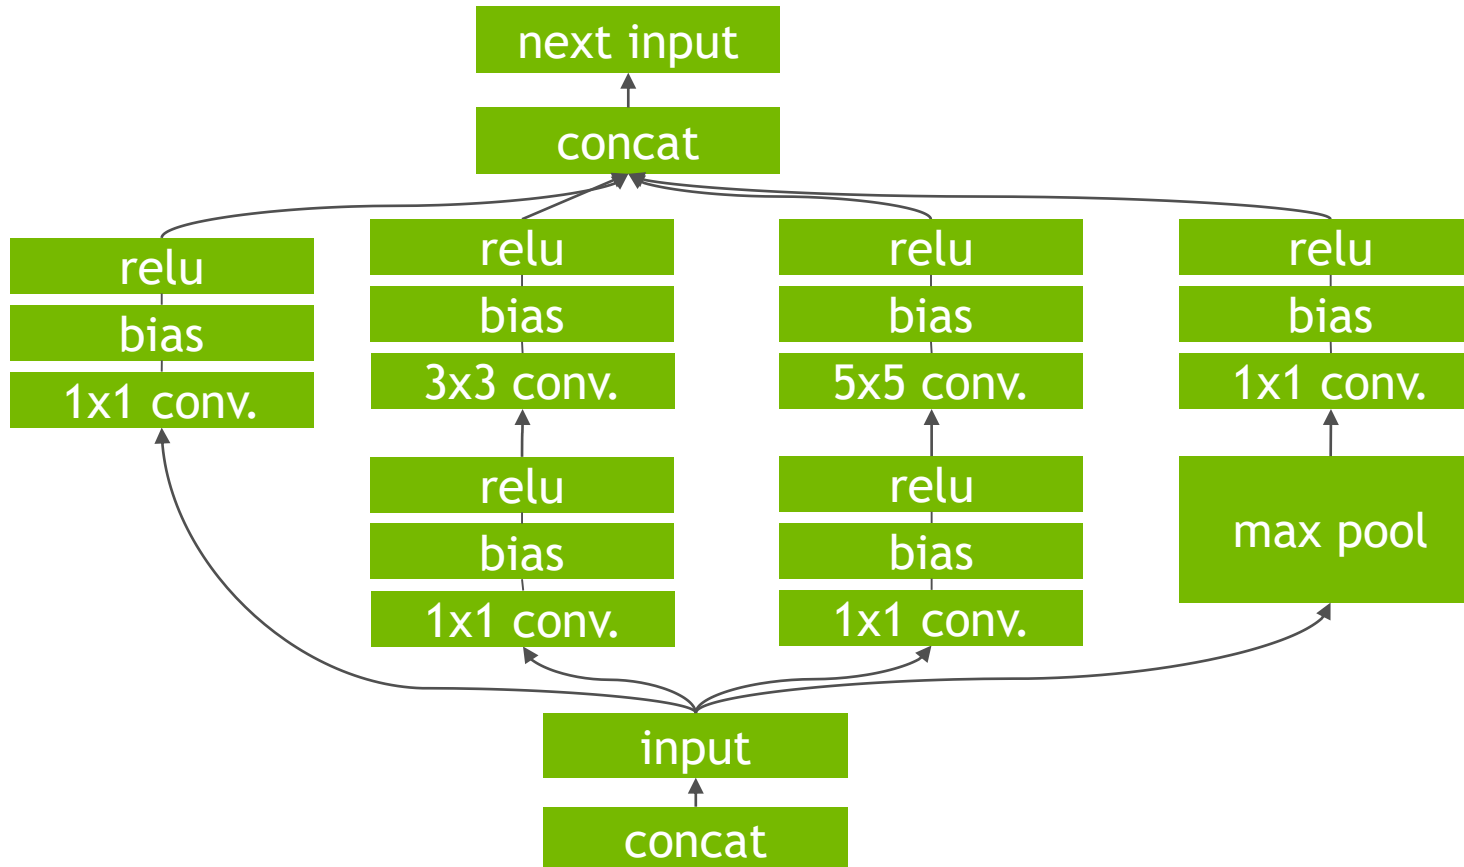 next input
concat
relu
bias
1x1 conv.
relu
bias
3x3 conv.
relu
bias
1x1 conv.
relu
bias
5x5 conv.
relu
bias
1x1 conv.
relu
bias
1x1 conv.
max pool
input
concat